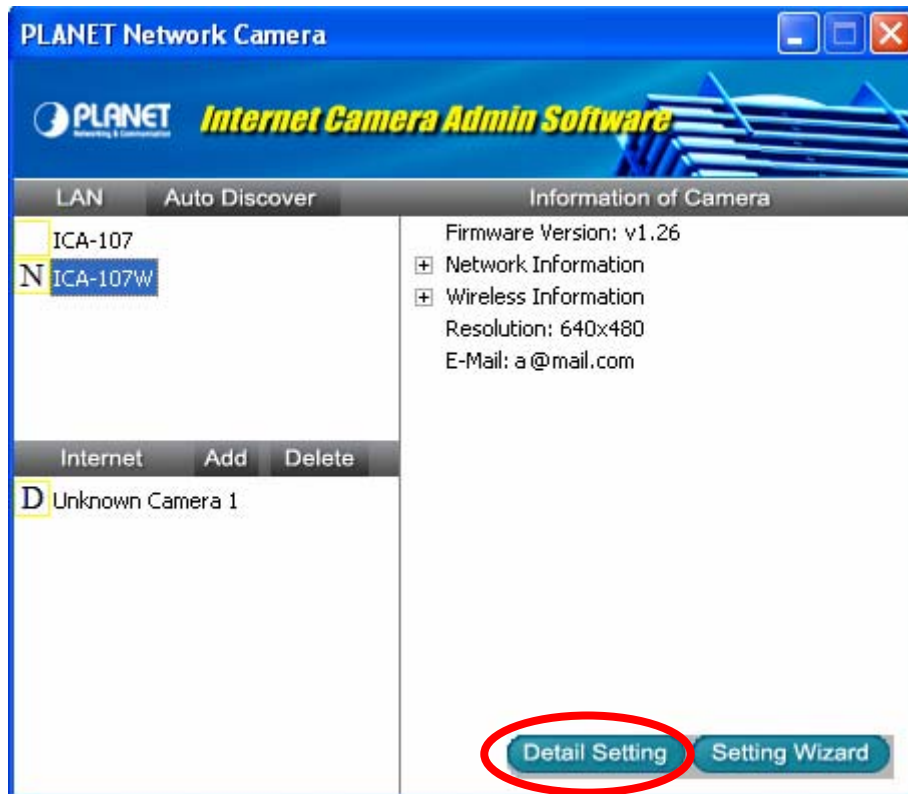 PLANET Network Camera
PLANET
Networking & Communication
Internet Camera Admin Software
LAN Auto Discover
ICA-107
N ICA-107W
Internet Add Delete
D Unknown Camera 1
Information of Camera
Firmware Version: v1.26
Network Information
Wireless Information
Resolution: 640x480
E-Mail: a@mail.com
Detail Setting Setting Wizard